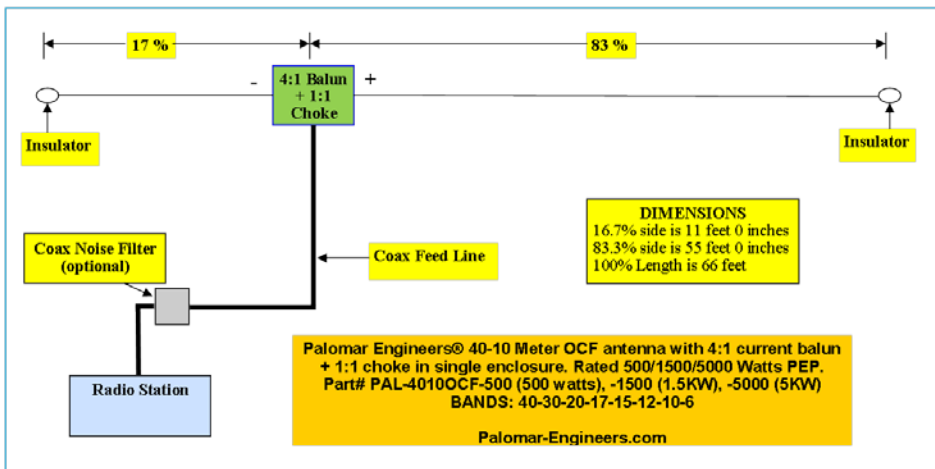 17 %
83 %
-
4:1 Balun
+ 1:1
Choke
+
Insulator
Insulator
DIMENSIONS
16.7% side is 11 feet 0 inches
83.3% side is 55 feet 0 inches
100% Length is 66 feet
Coax Noise Filter
(optional)
Coax Feed Line
Radio Station
Palomar Engineers® 40-10 Meter OCF antenna with 4:1 current balun
+ 1:1 choke in single enclosure. Rated 500/1500/5000 Watts PEP.
Part# PAL-4010OCF-500 (500 watts), -1500 (1.5KW), -5000 (5KW)
BANDS: 40-30-20-17-15-12-10-6
Palomar-Engineers.com